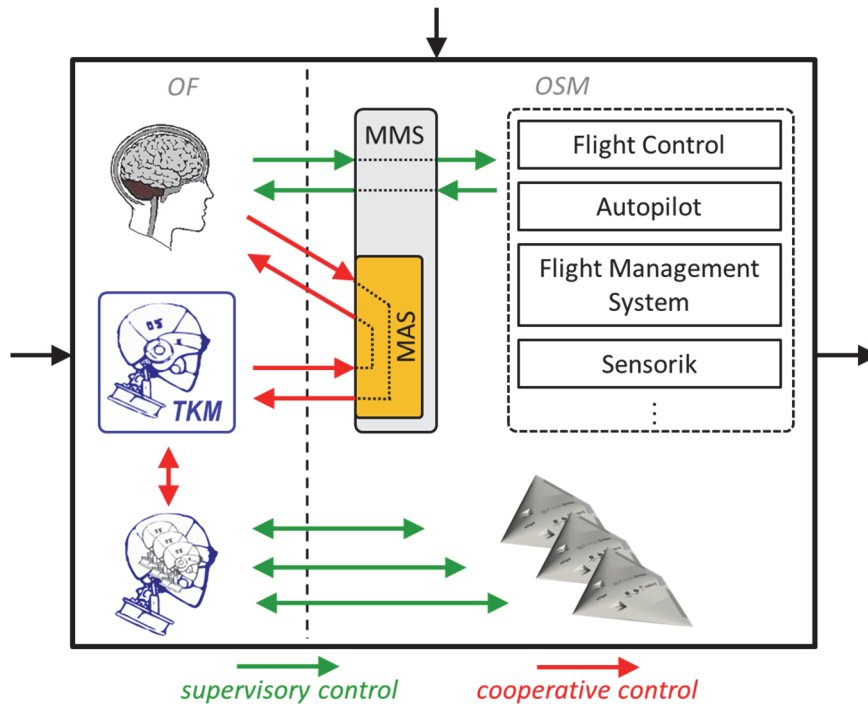 OF
OSM
MMS
Flight Control
Autopilot
Flight Management
System
MAS
TKM
Sensorik
supervisory control
cooperative control